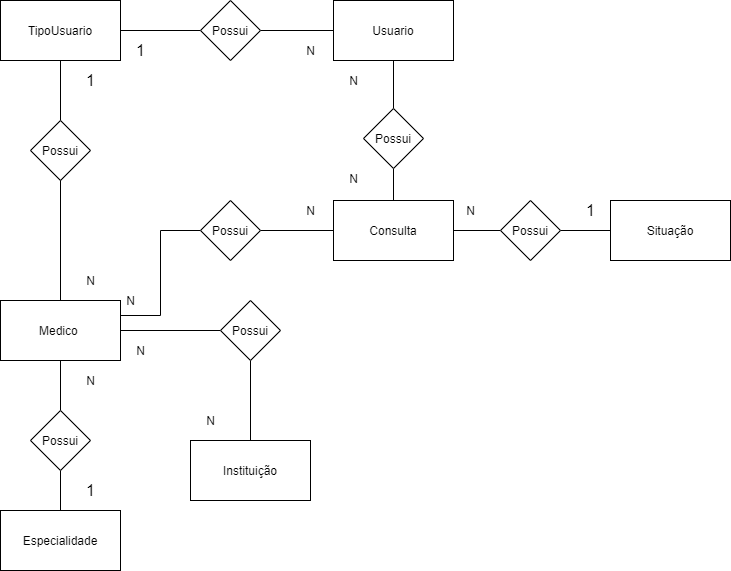 TipoUsuario
Possui
Usuario
1
N
1
N
Possui
Possui
N
Possui
N
N
Possui
1
Consulta
Situação
N
N
Medico
Possui
N
N
N
Possui
Instituição
1
Especialidade